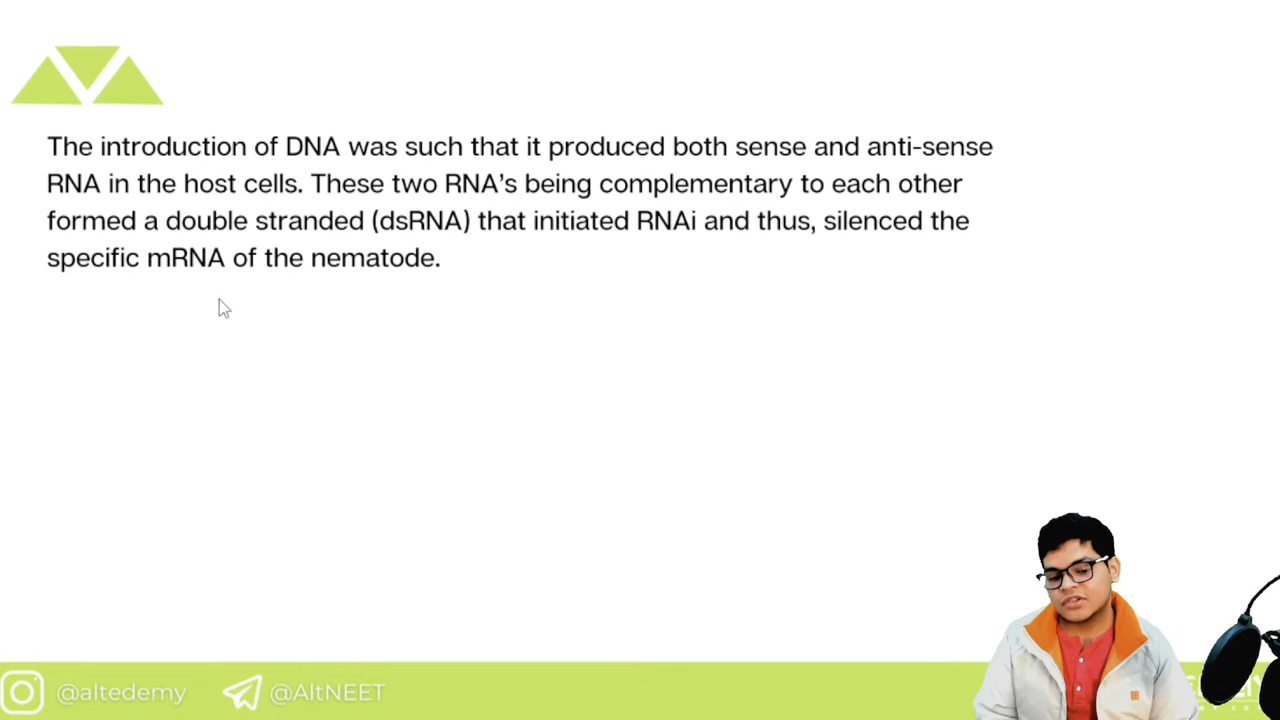 The introduction of DNA was such that it produced both sense and anti-sense
RNA in the host cells. These two RNA’s being complementary to each other
formed a double stranded (dsRNA) that initiated RNAi and thus, silenced the
specific mRNA of the nematode.
@altedemy
@AltNEET